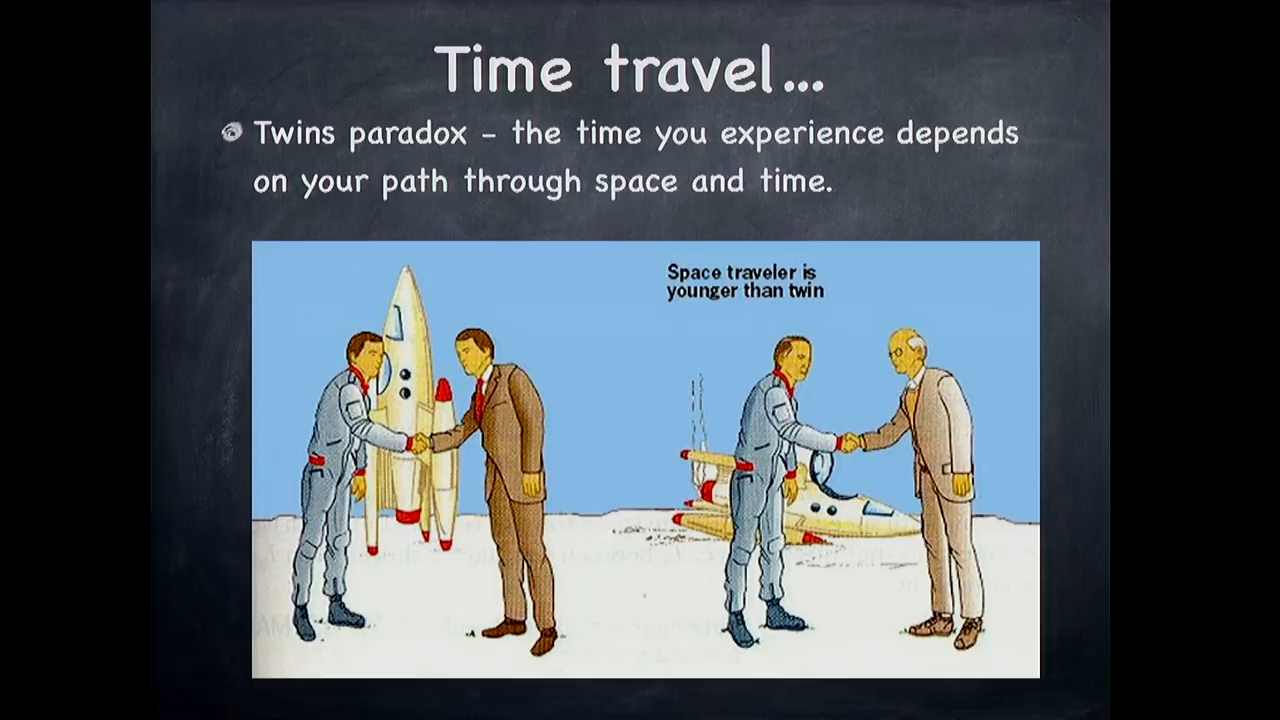 Time travel...
Twins paradox – the time you experience depends
on your path through space and time.
Space traveler is
younger than twin